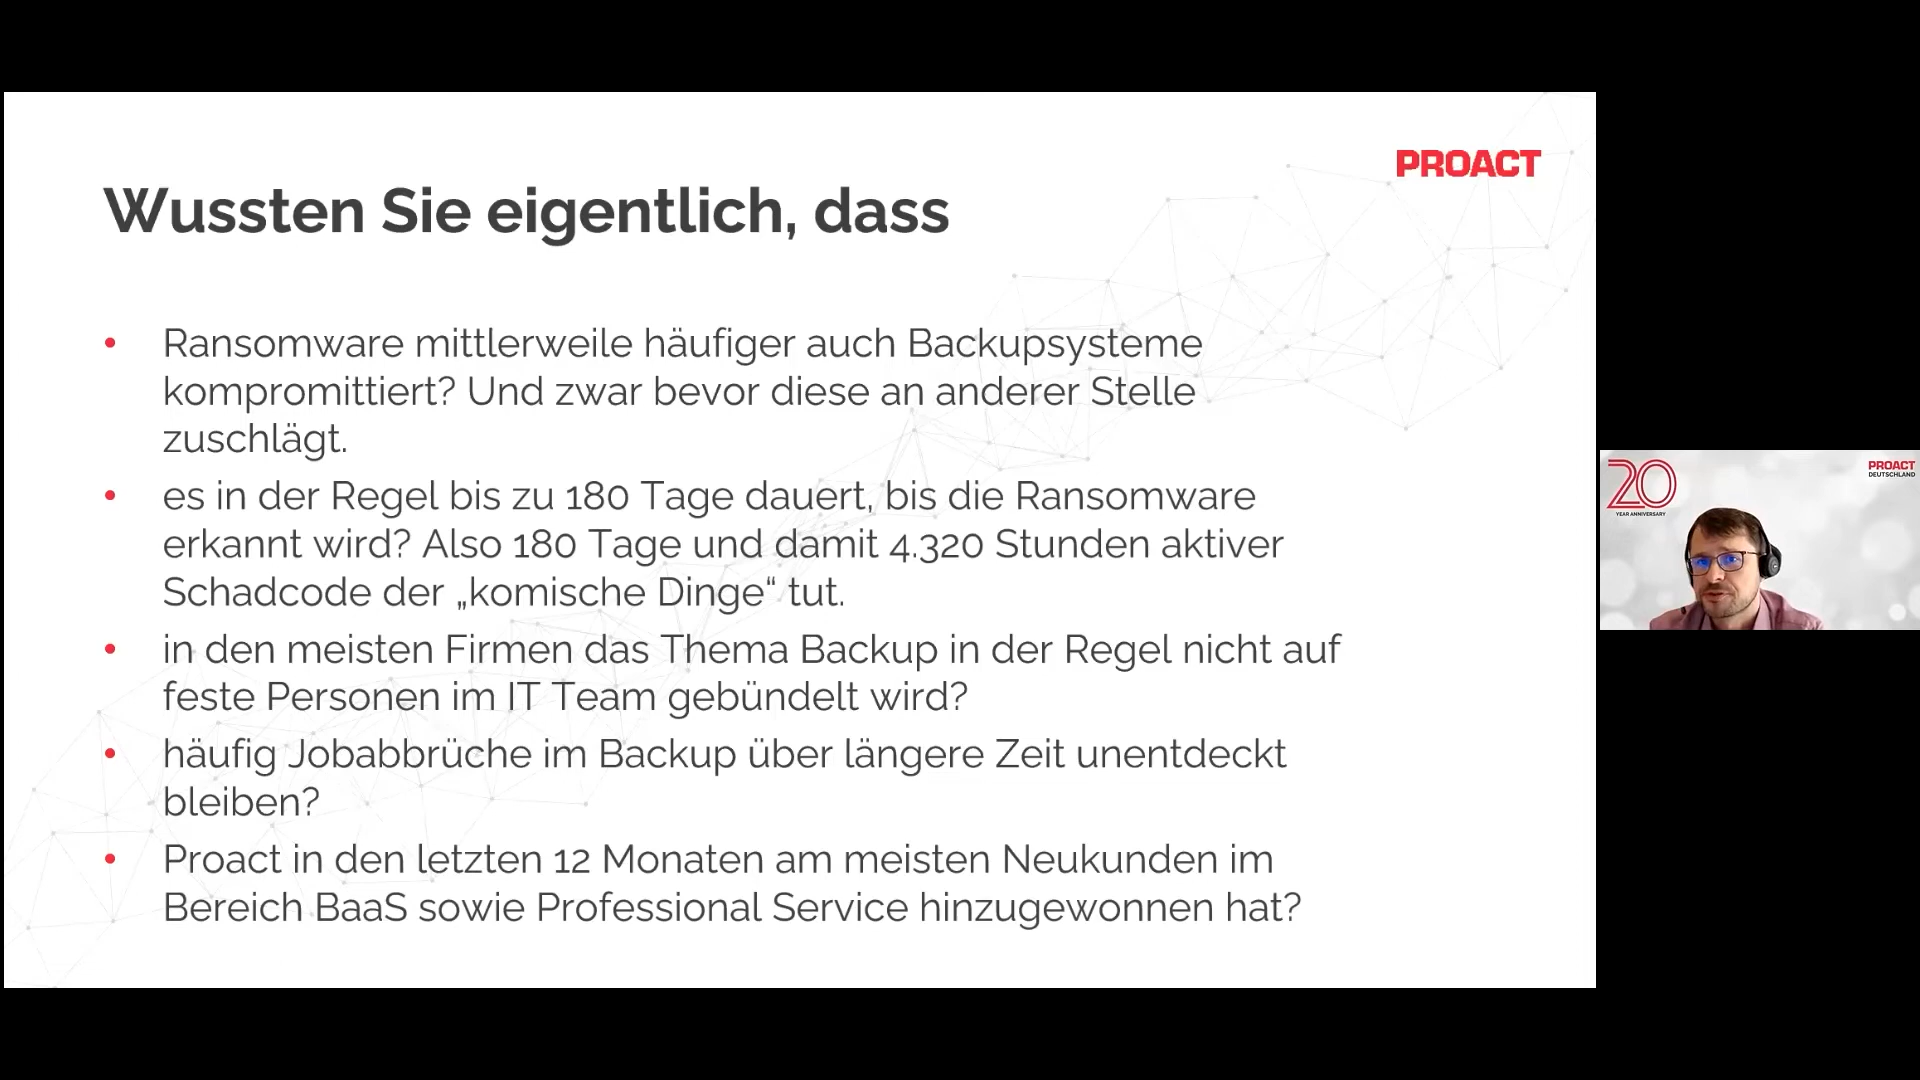 PROACT
Wussten Sie eigentlich, dass
• Ransomware mittlerweile häufiger auch Backupsysteme
kompromittiert? Und zwar bevor diese an anderer Stelle
zuschlägt.
• es in der Regel bis zu 180 Tage dauert, bis die Ransomware
erkannt wird? Also 180 Tage und damit 4.320 Stunden aktiver
Schadcode der „komische Dinge“ tut.
• in den meisten Firmen das Thema Backup in der Regel nicht auf
feste Personen im IT Team gebündelt wird?
• häufig Jobabbrüche im Backup über längere Zeit unentdeckt
bleiben?
• Proact in den letzten 12 Monaten am meisten Neukunden im
Bereich BaaS sowie Professional Service hinzugewonnen hat?
20
YEAR ANNIVERSARY
PROACT
DEUTSCHLAND